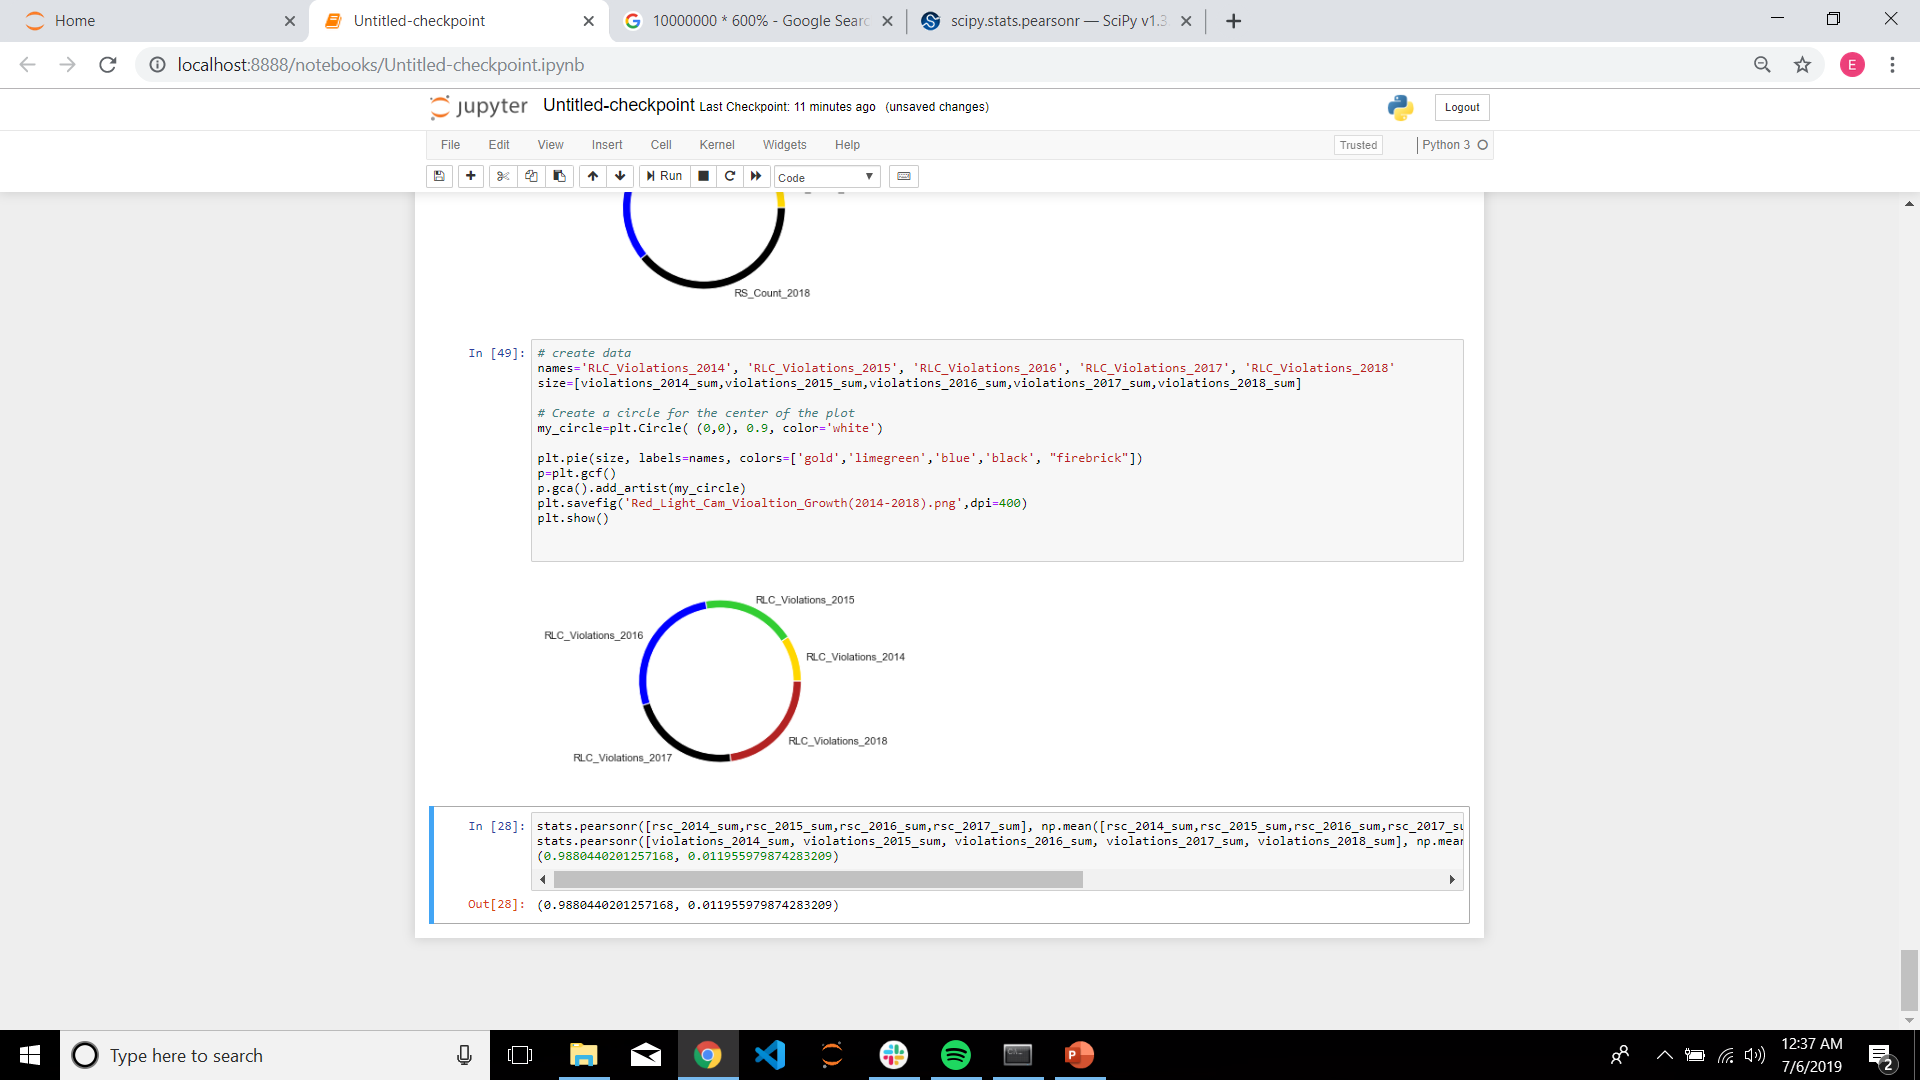 Home
Untitled-checkpoint
10000000 * 600% - Google Searc
scipy.stats.pearsonr — SciPy v1.3
localhost:8888/notebooks/Untitled-checkpoint.ipynb
E
jupyter
Untitled-checkpoint Last Checkpoint: 11 minutes ago (unsaved changes)
Logout
File Edit View Insert Cell Kernel Widgets Help
Trusted
Python 3
Run
Code
RS_Count_2018
In [49]:
# create data
names='RLC_Violations_2014', 'RLC_Violations_2015', 'RLC_Violations_2016', 'RLC_Violations_2017', 'RLC_Violations_2018'
size=[violations_2014_sum,violations_2015_sum,violations_2016_sum,violations_2017_sum,violations_2018_sum]
# Create a circle for the center of the plot
my_circle=plt.Circle( (0,0), 0.9, color='white')
plt.pie(size, labels=names, colors=['gold','limegreen','blue','black', "firebrick"])
p=plt.gcf()
p.gca().add_artist(my_circle)
plt.savefig('Red_Light_Cam_Vioaltion_Growth(2014-2018).png',dpi=400)
plt.show()
RLC_Violations_2015
RLC_Violations_2016
RLC_Violations_2014
RLC_Violations_2018
RLC_Violations_2017
In [28]:
stats.pearsonr([rsc_2014_sum,rsc_2015_sum,rsc_2016_sum,rsc_2017_sum], np.mean([rsc_2014_sum,rsc_2015_sum,rsc_2016_sum,rsc_2017_su
stats.pearsonr([violations_2014_sum, violations_2015_sum, violations_2016_sum, violations_2017_sum, violations_2018_sum], np.mear
(0.9880440201257168, 0.011955979874283209)
Out[28]: (0.9880440201257168, 0.011955979874283209)
Type here to search
12:37 AM
7/6/2019
2